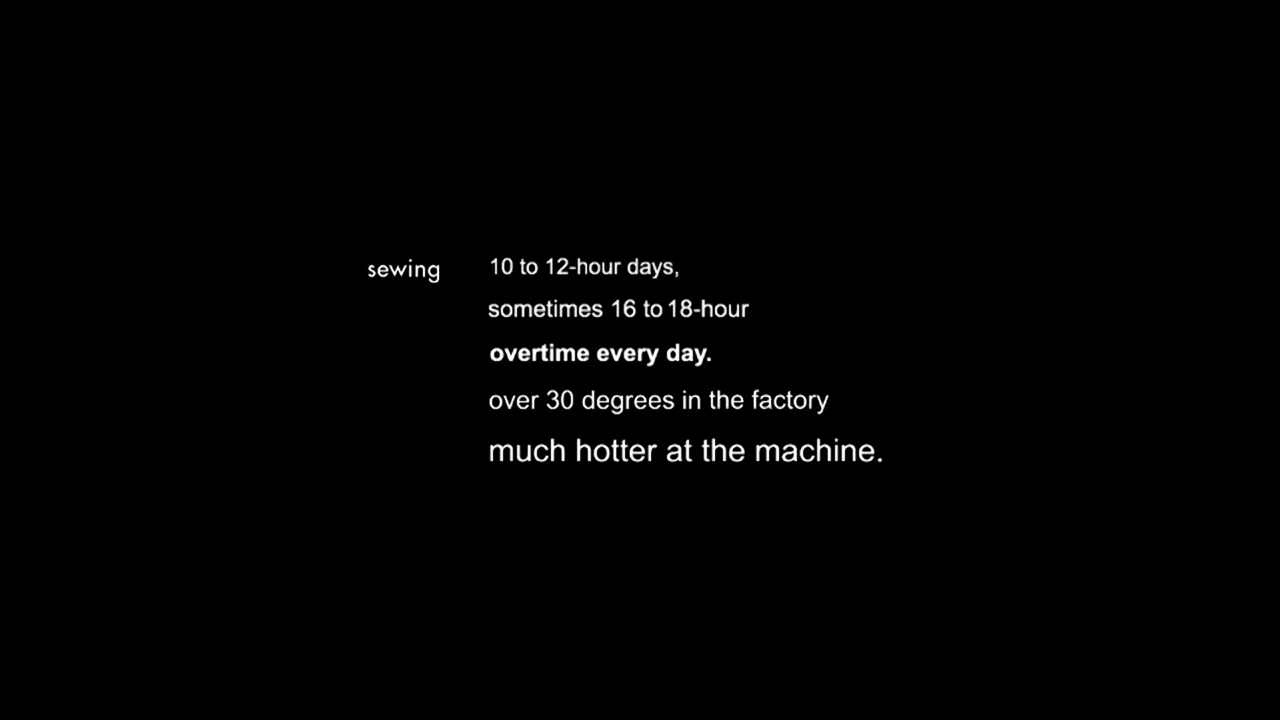 sewing
10 to 12-hour days,
sometimes 16 to 18-hour
overtime every day.
over 30 degrees in the factory
much hotter at the machine.